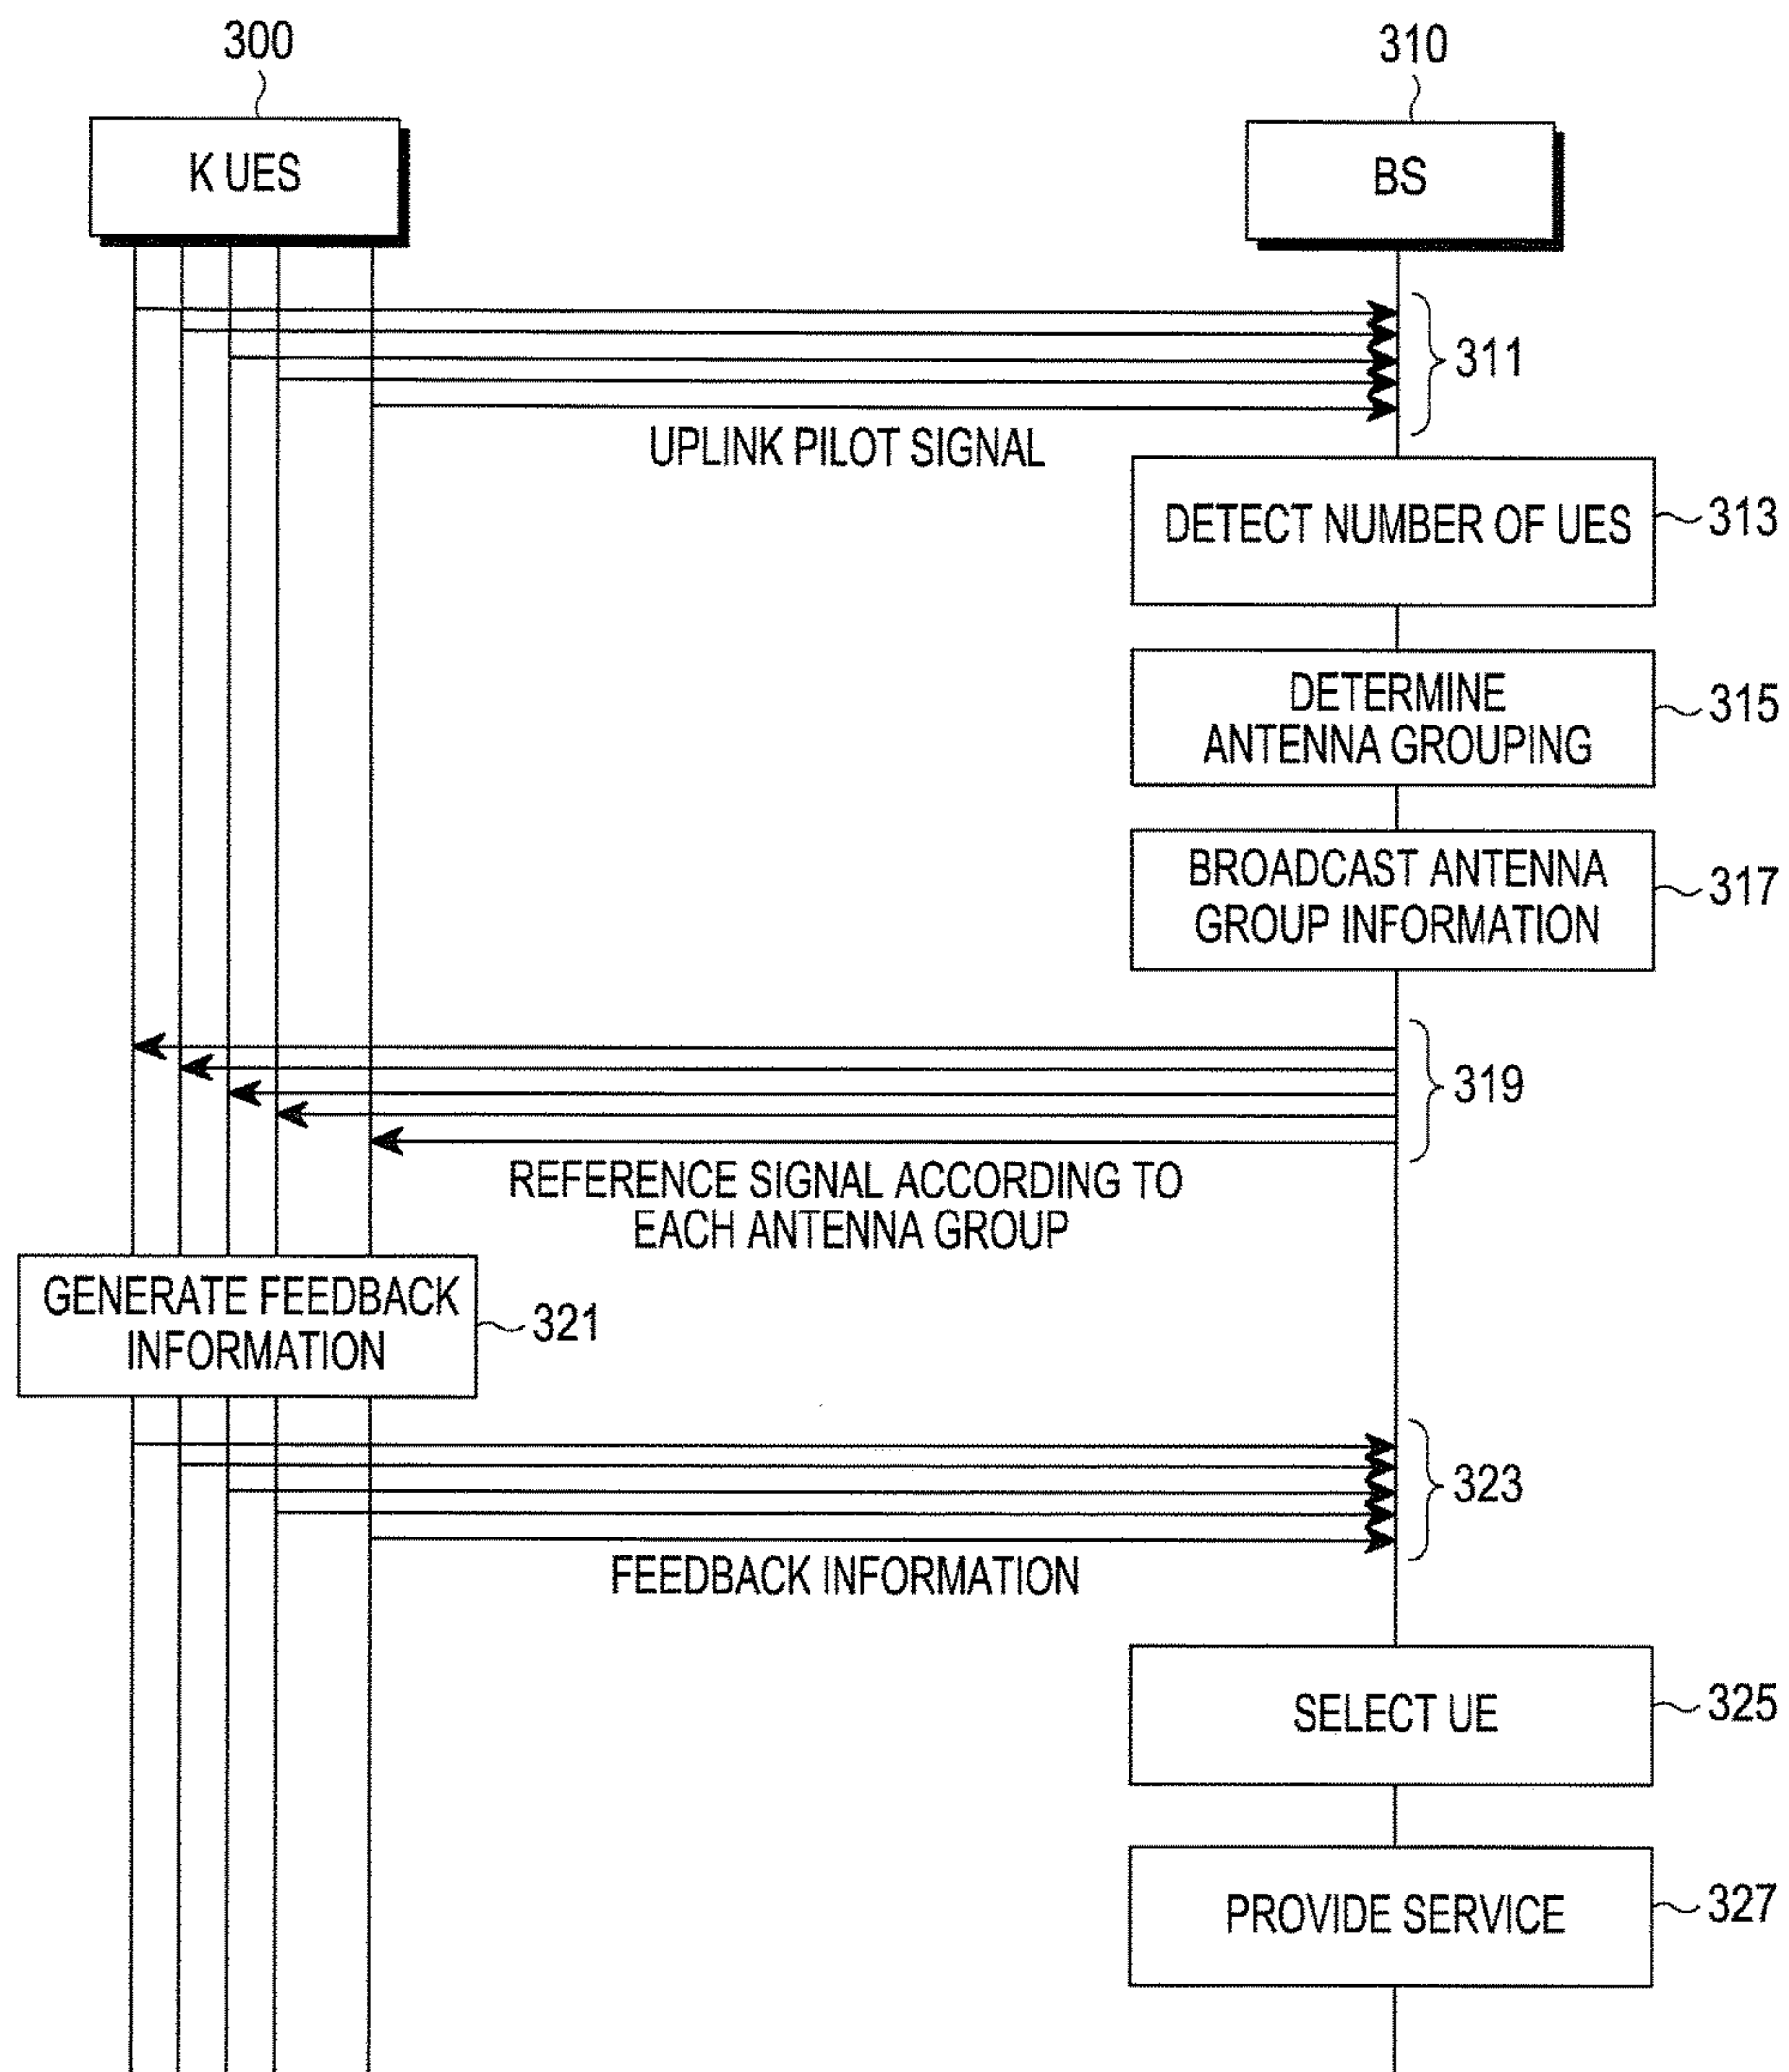 300
310
K UES
BS
311
UPLINK PILOT SIGNAL
DETECT NUMBER OF UES
313
DETERMINE
ANTENNA GROUPING
315
BROADCAST ANTENNA
GROUP INFORMATION
317
319
REFERENCE SIGNAL ACCORDING TO
EACH ANTENNA GROUP
GENERATE FEEDBACK
INFORMATION
321
323
FEEDBACK INFORMATION
SELECT UE
325
PROVIDE SERVICE
327